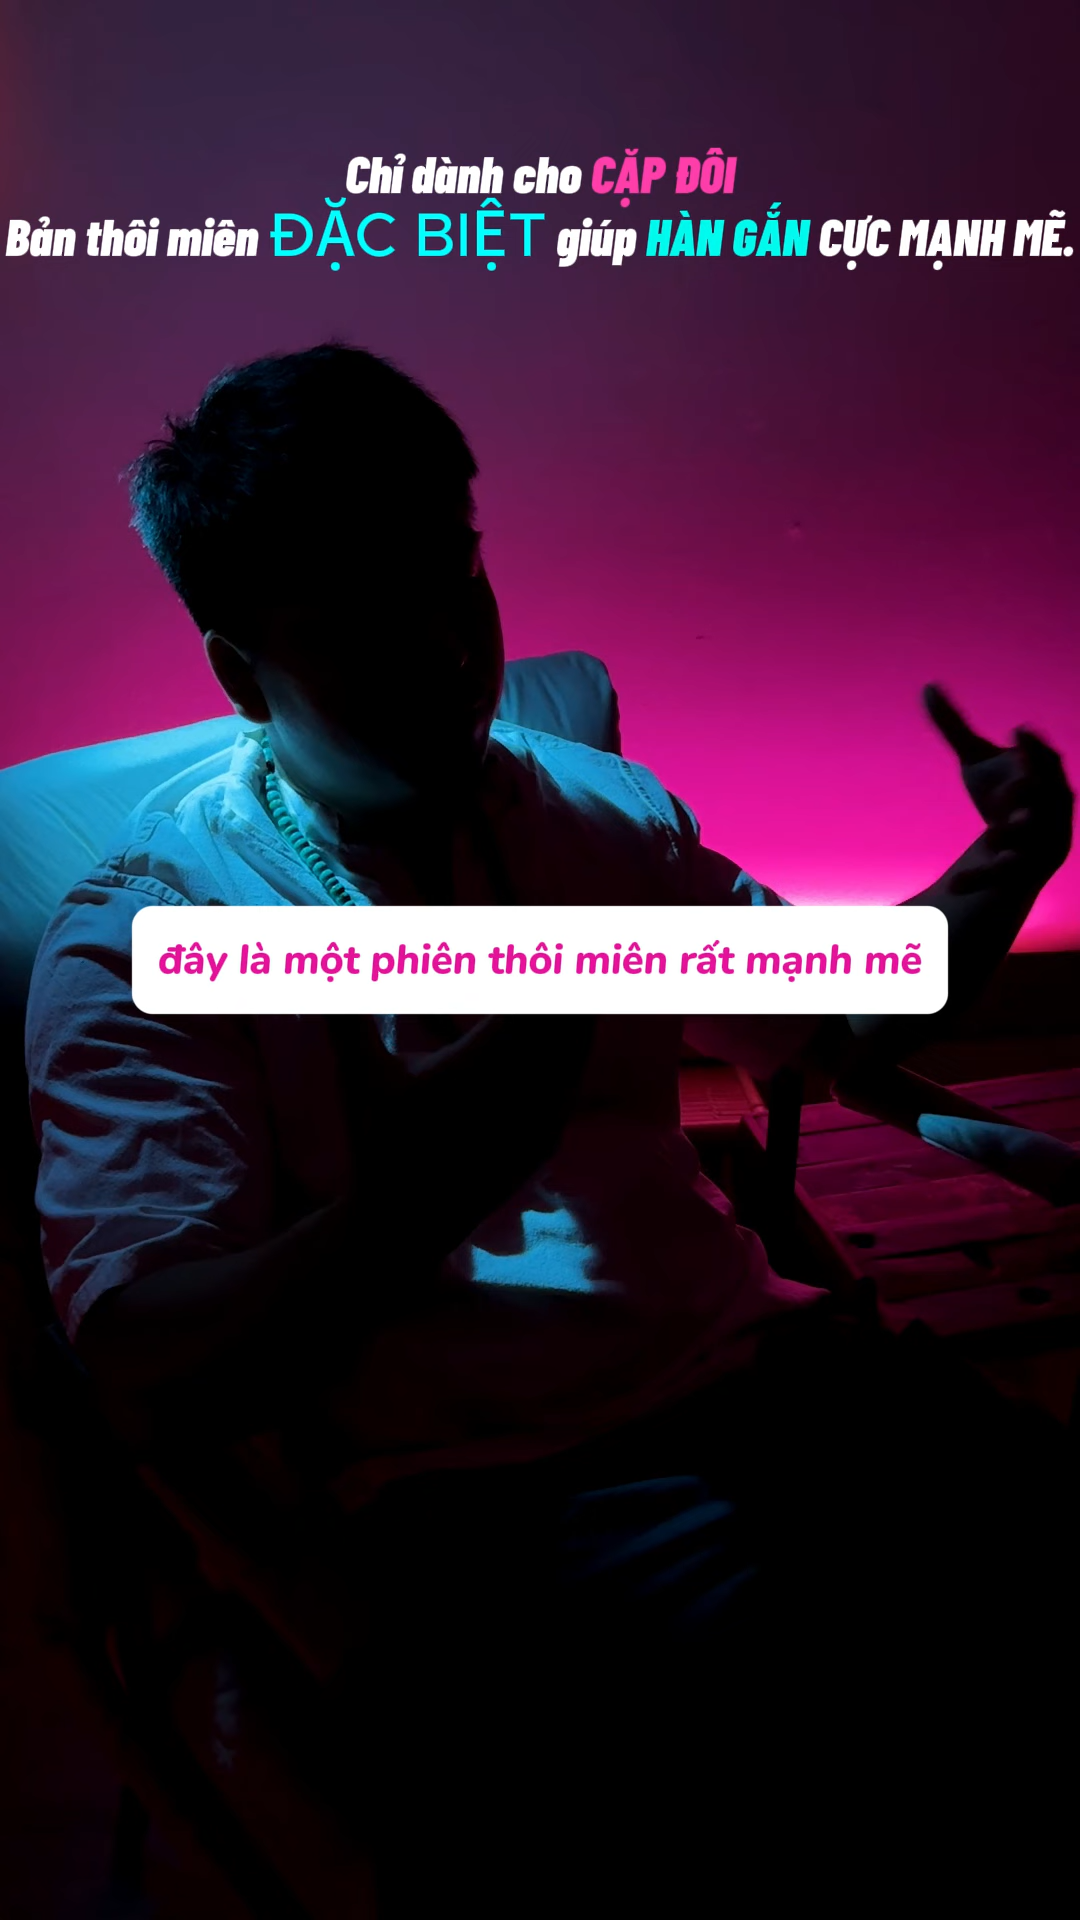 Chỉ dành cho CẶP ĐÔI
Bản thôi miên ĐẶC BIỆT giúp HÀN GẮN CỰC MẠNH MẼ.
đây là một phiên thôi miên rất mạnh mẽ